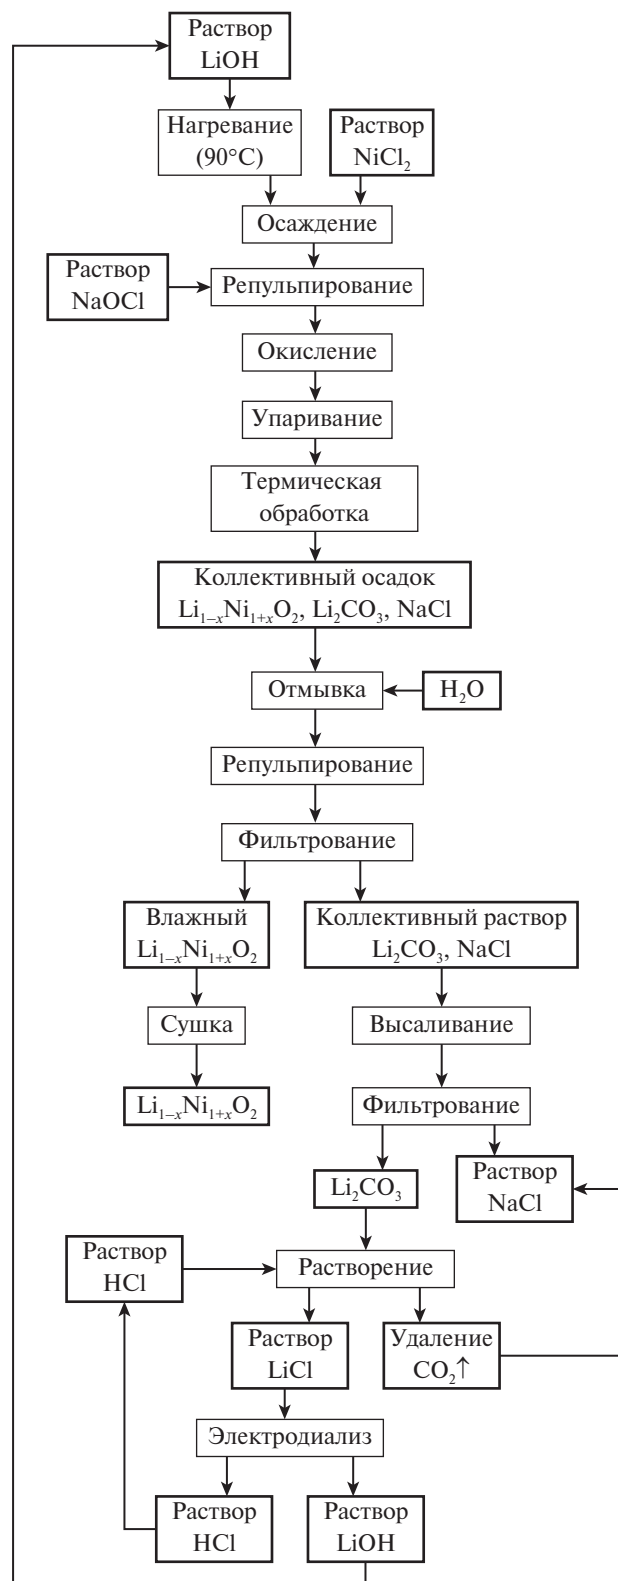 Раствор
LiOH
Нагревание
(90°C)
Раствор
NiCl₂
Осаждение
Раствор
NaOCl
Репульпирование
Окисление
Упаривание
Термическая
обработка
Коллективный осадок
Li₁₋ₓNi₁₊ₓO₂, Li₂CO₃, NaCl
Отмывка
H₂O
Репульпирование
Фильтрование
Влажный
Li₁₋ₓNi₁₊ₓO₂
Коллективный раствор
Li₂CO₃, NaCl
Сушка
Высаливание
Li₁₋ₓNi₁₊ₓO₂
Фильтрование
Li₂CO₃
Раствор
NaCl
Раствор
HCl
Растворение
Раствор
LiCl
Удаление
CO₂↑
Электродиализ
Раствор
HCl
Раствор
LiOH